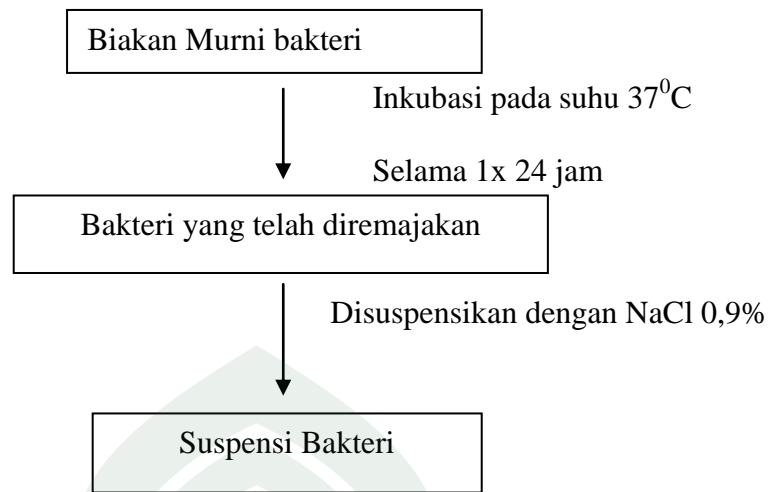 Biakan Murni bakteri
Inkubasi pada suhu 37⁰C
Selama 1x 24 jam
Bakteri yang telah diremajakan
Disuspensikan dengan NaCl 0,9%
Suspensi Bakteri